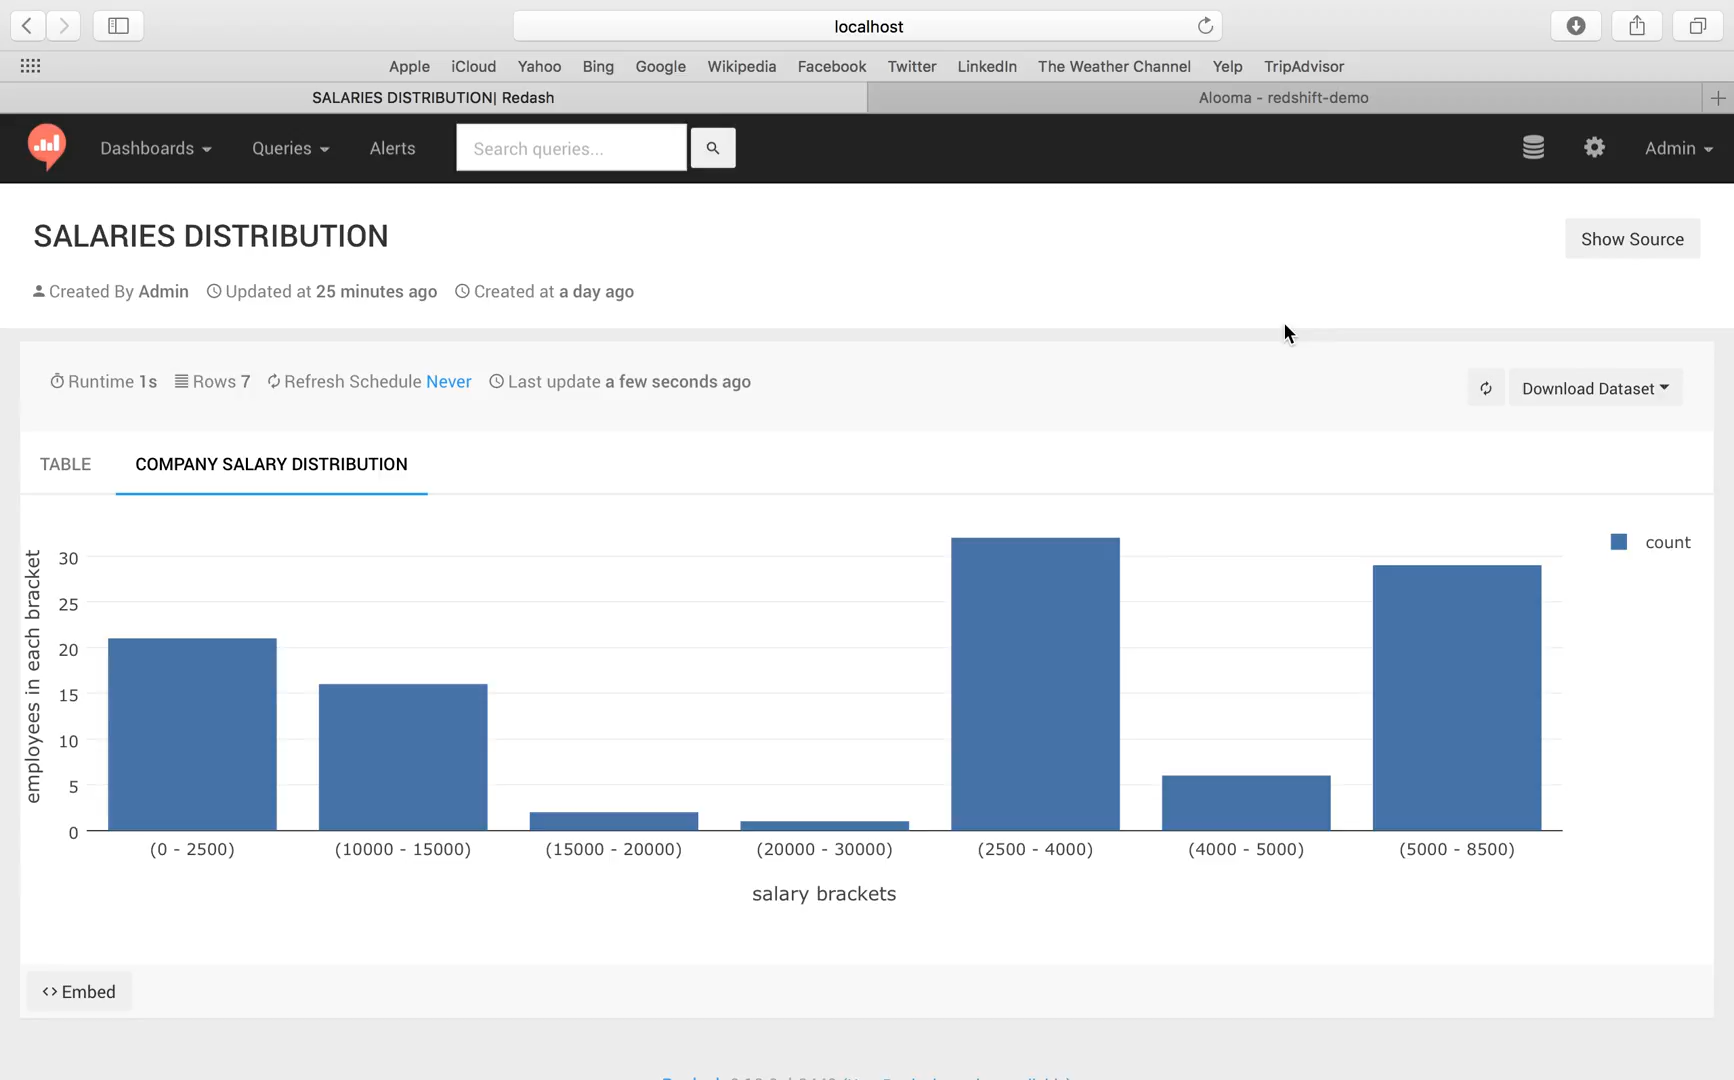 localhost
Apple iCloud Yahoo Bing Google Wikipedia Facebook Twitter LinkedIn The Weather Channel Yelp TripAdvisor
SALARIES DISTRIBUTION| Redash
Alooma - redshift-demo
Dashboards Queries Alerts Search queries... Admin
SALARIES DISTRIBUTION
Show Source
Created By Admin Updated at 25 minutes ago Created at a day ago
Runtime 1s Rows 7 Refresh Schedule Never Last update a few seconds ago
Download Dataset
TABLE COMPANY SALARY DISTRIBUTION
count
employees in each bracket
30
25
20
15
10
5
0
(0 - 2500) (10000 - 15000) (15000 - 20000) (20000 - 30000) (2500 - 4000) (4000 - 5000) (5000 - 8500)
salary brackets
<> Embed